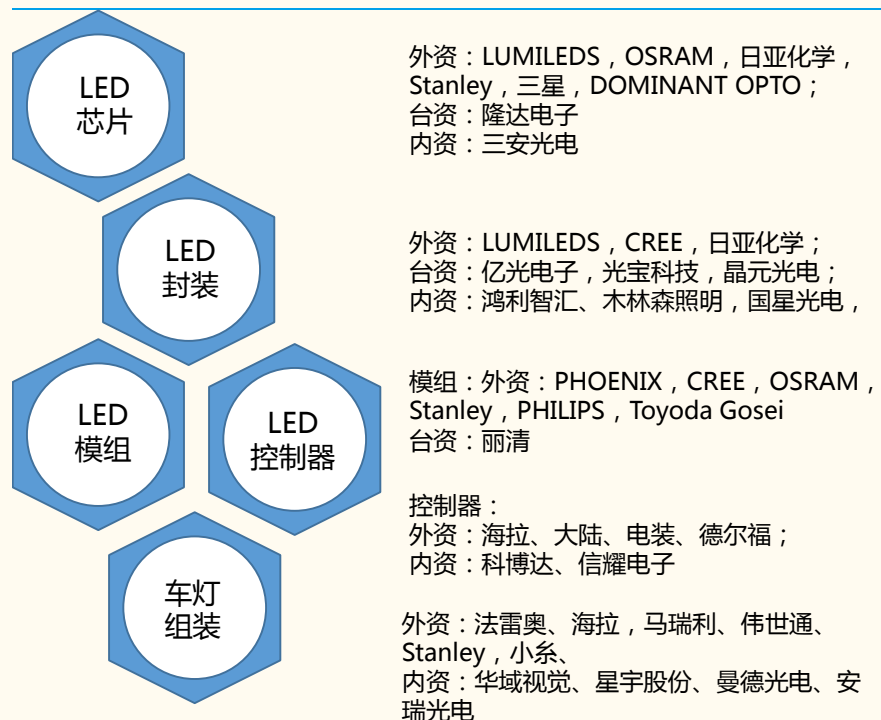 LED
芯片
外资：LUMILEDS，OSRAM，日亚化学，
Stanley，三星，DOMINANT OPTO；
台资：隆达电子
内资：三安光电
LED
封装
外资：LUMILEDS，CREE，日亚化学；
台资：亿光电子，光宝科技，晶元光电；
内资：鸿利智汇、木林森照明，国星光电，
LED
模组
LED
控制器
模组：外资：PHOENIX，CREE，OSRAM，
Stanley，PHILIPS，Toyoda Gosei
台资：丽清
控制器：
外资：海拉、大陆、电装、德尔福；
内资：科博达、信耀电子
车灯
组装
外资：法雷奥、海拉，马瑞利、伟世通、
Stanley，小糸、
内资：华域视觉、星宇股份、曼德光电、安
瑞光电